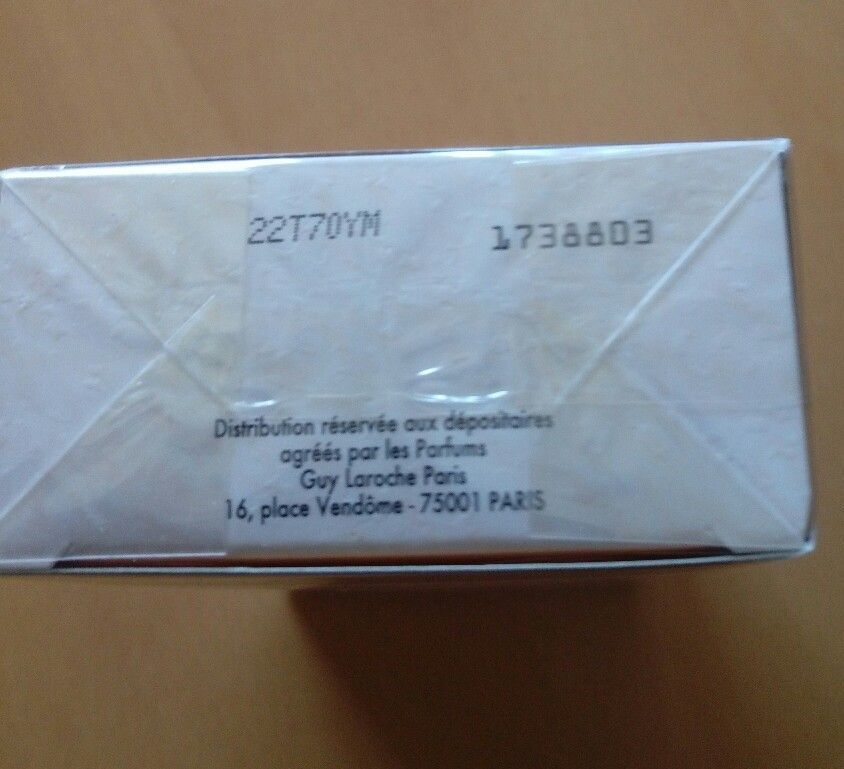 22T70YM 1738803
Distribution réservée aux dépositaires
agréés par les Parfums
Guy Laroche Paris
16, place Vendôme - 75001 PARIS